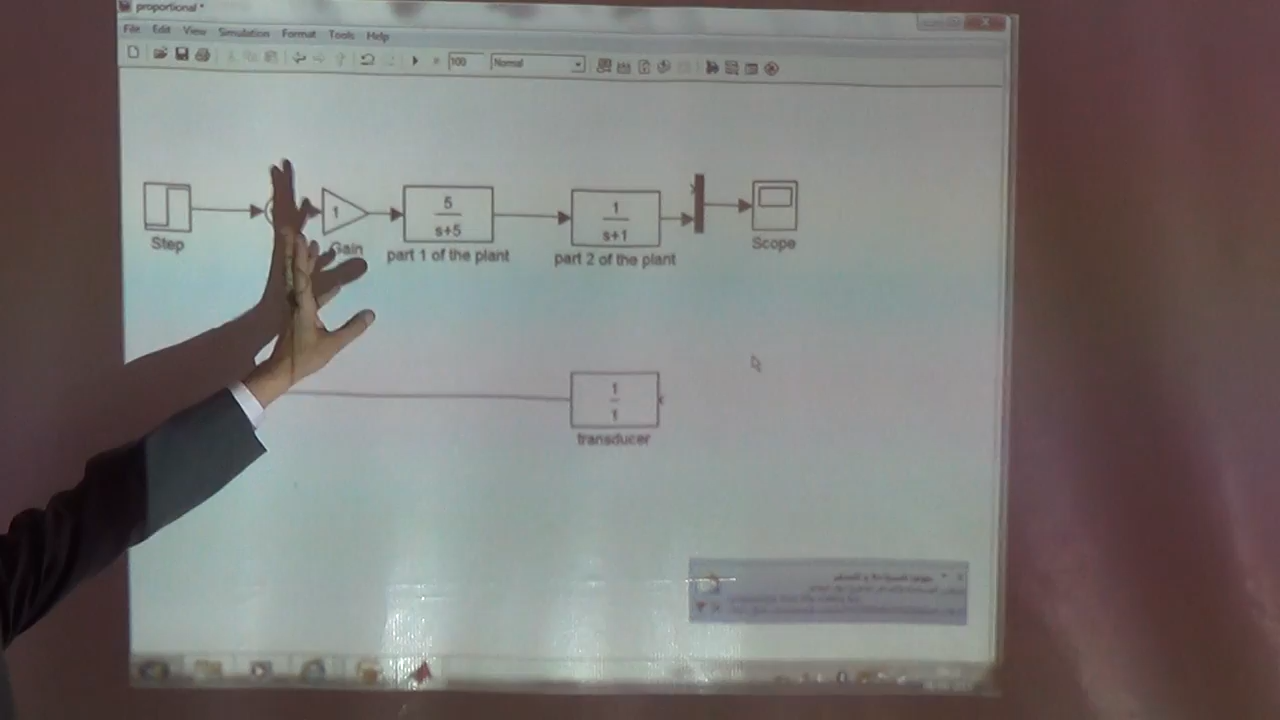 proportional *
File Edit View Simulation Format Tools Help
100 Normal
1
5
s+5
1
s+1
Step
Gain
part 1 of the plant
part 2 of the plant
Scope
1
1
transducer